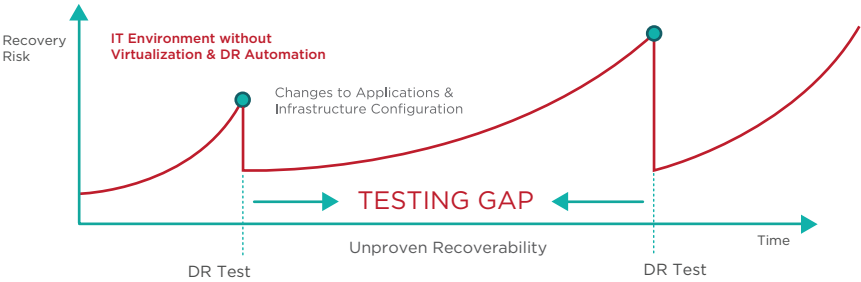 Recovery
Risk
IT Environment without
Virtualization & DR Automation
Changes to Applications &
Infrastructure Configuration
TESTING GAP
Time
Unproven Recoverability
DR Test
DR Test